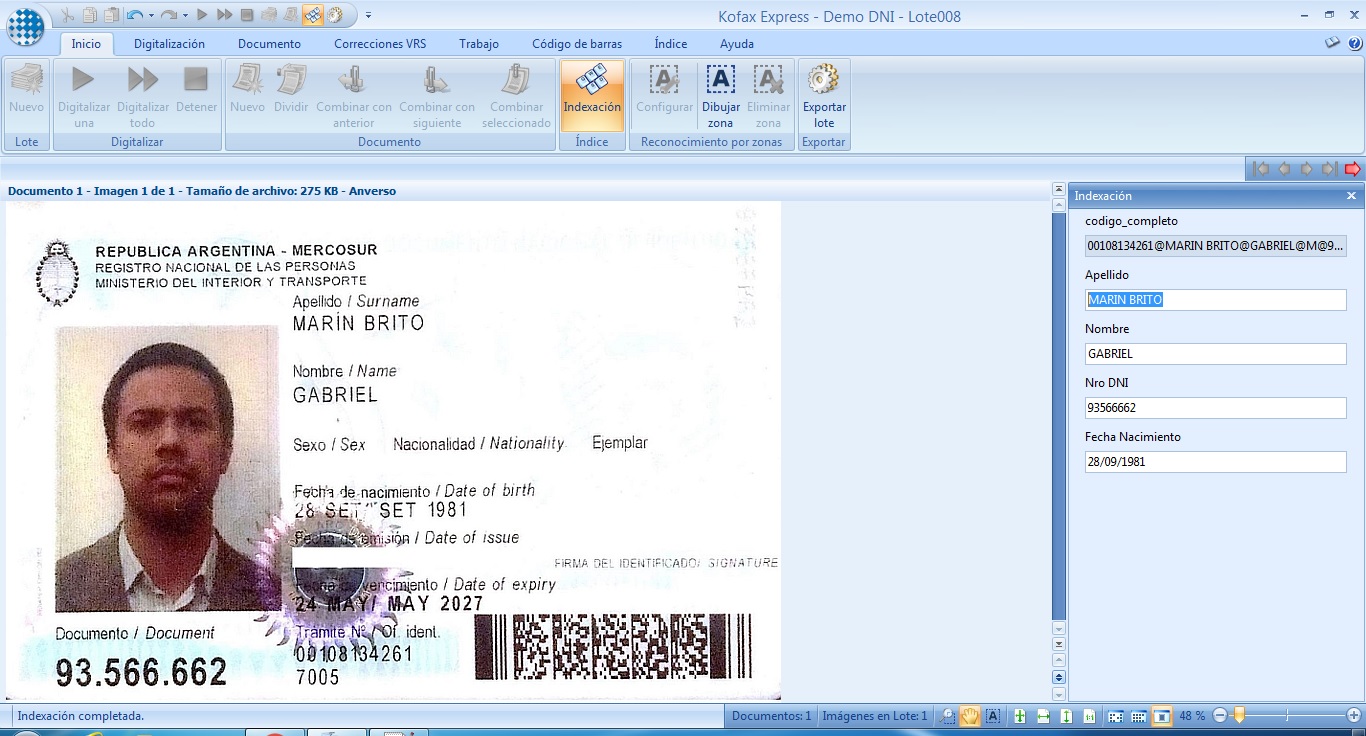 Kofax Express - Demo DNI - Lote008
Inicio Digitalización Documento Correcciones VRS Trabajo Código de barras Índice Ayuda
Nuevo Digitalizar una Digitalizar todo Detener Nuevo Dividir Combinar con anterior Combinar con siguiente Combinar seleccionado Indexación Configurar Dibujar zona Eliminar zona Exportar lote
Lote Digitalizar Documento Índice Reconocimiento por zonas Exportar
Documento 1 - Imagen 1 de 1 - Tamaño de archivo: 275 KB - Anverso
REPUBLICA ARGENTINA - MERCOSUR
REGISTRO NACIONAL DE LAS PERSONAS
MINISTERIO DEL INTERIOR Y TRANSPORTE
Apellido / Surname
MARÍN BRITO
Nombre / Name
GABRIEL
Sexo / Sex Nacionalidad / Nationality Ejemplar
Fecha de nacimiento / Date of birth
28 SET/ SET 1981
Fecha de emisión / Date of issue
FIRMA DEL IDENTIFICADO/ SIGNATURE
Fecha de vencimiento / Date of expiry
24 MAY/ MAY 2027
Documento / Document
93.566.662
Trámite Nº / Of. ident.
00108134261
7005
Indexación
codigo_completo
00108134261@MARIN BRITO@GABRIEL@M@9...
Apellido
MARIN BRITO
Nombre
GABRIEL
Nro DNI
93566662
Fecha Nacimiento
28/09/1981
Indexación completada.
Documentos: 1 Imágenes en Lote: 1 48 %